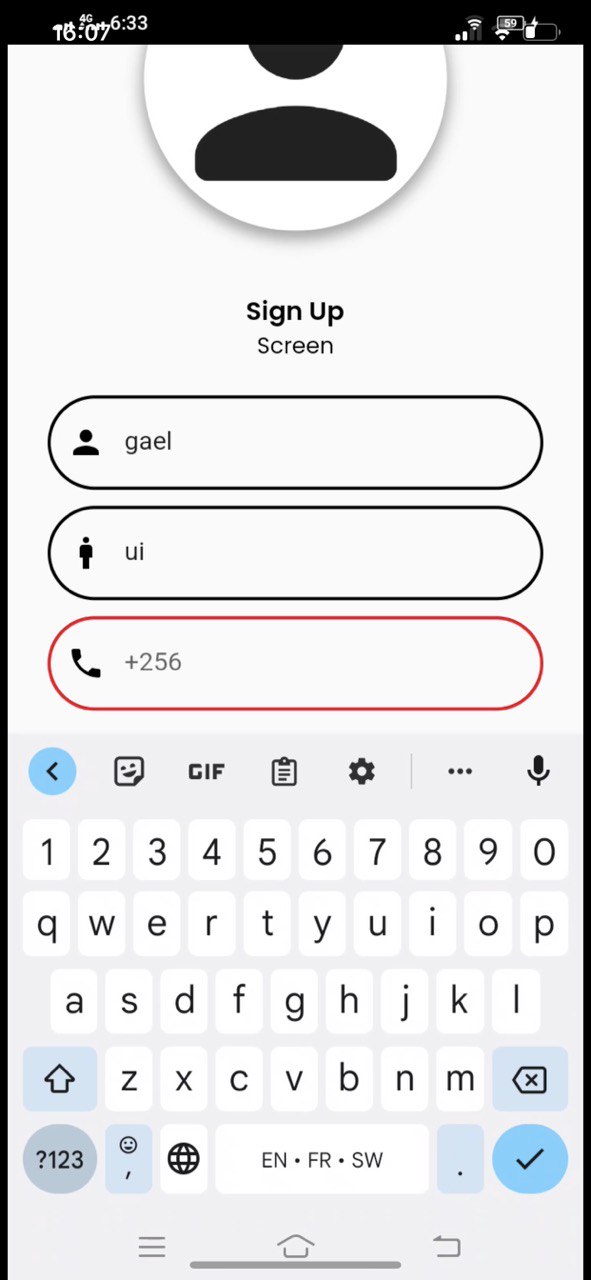 16:07
4G
6:33
59
Sign Up
Screen
gael
ui
+256
GIF
1 2 3 4 5 6 7 8 9 0
q w e r t y u i o p
a s d f g h j k l
z x c v b n m
?123 , EN • FR • SW .